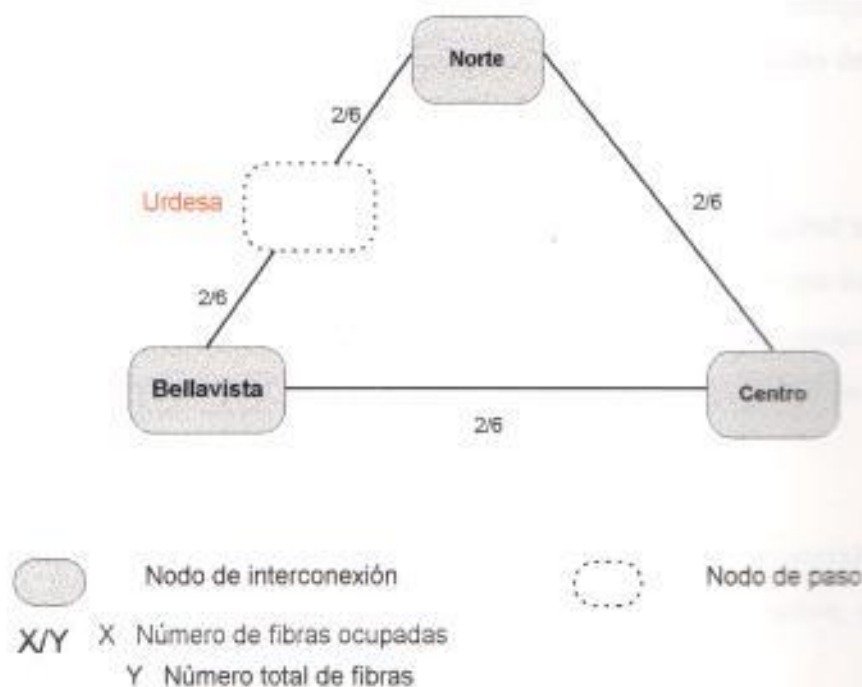 Norte
2/6
2/6
Urdesa
2/6
Bellavista
Centro
2/6
Nodo de interconexión
Nodo de paso
X/Y X Número de fibras ocupadas
Y Número total de fibras